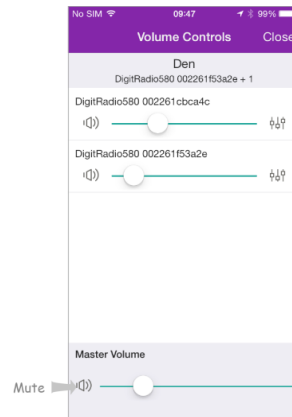 No SIM 09:47 99%
Volume Controls Close
Den
DigitRadio580 002261f53a2e + 1
DigitRadio580 002261cbca4c
DigitRadio580 002261f53a2e
Master Volume
Mute